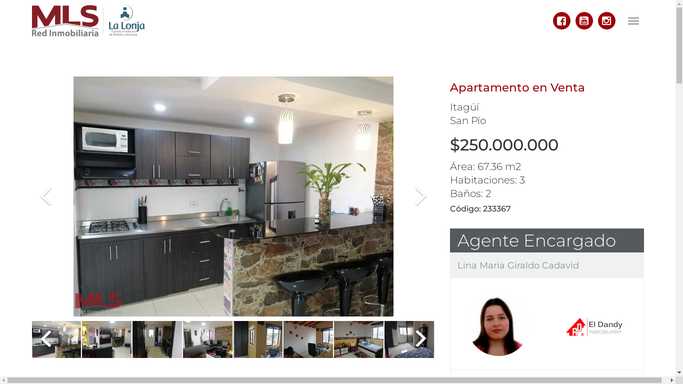 MLS
Red Inmobiliaria
La Lonja
Apartamento en Venta
Itagüí
San Pío
$250.000.000
Área: 67.36 m2
Habitaciones: 3
Baños: 2
Código: 233367
Agente Encargado
Lina Maria Giraldo Cadavid
MLS
El Dandy